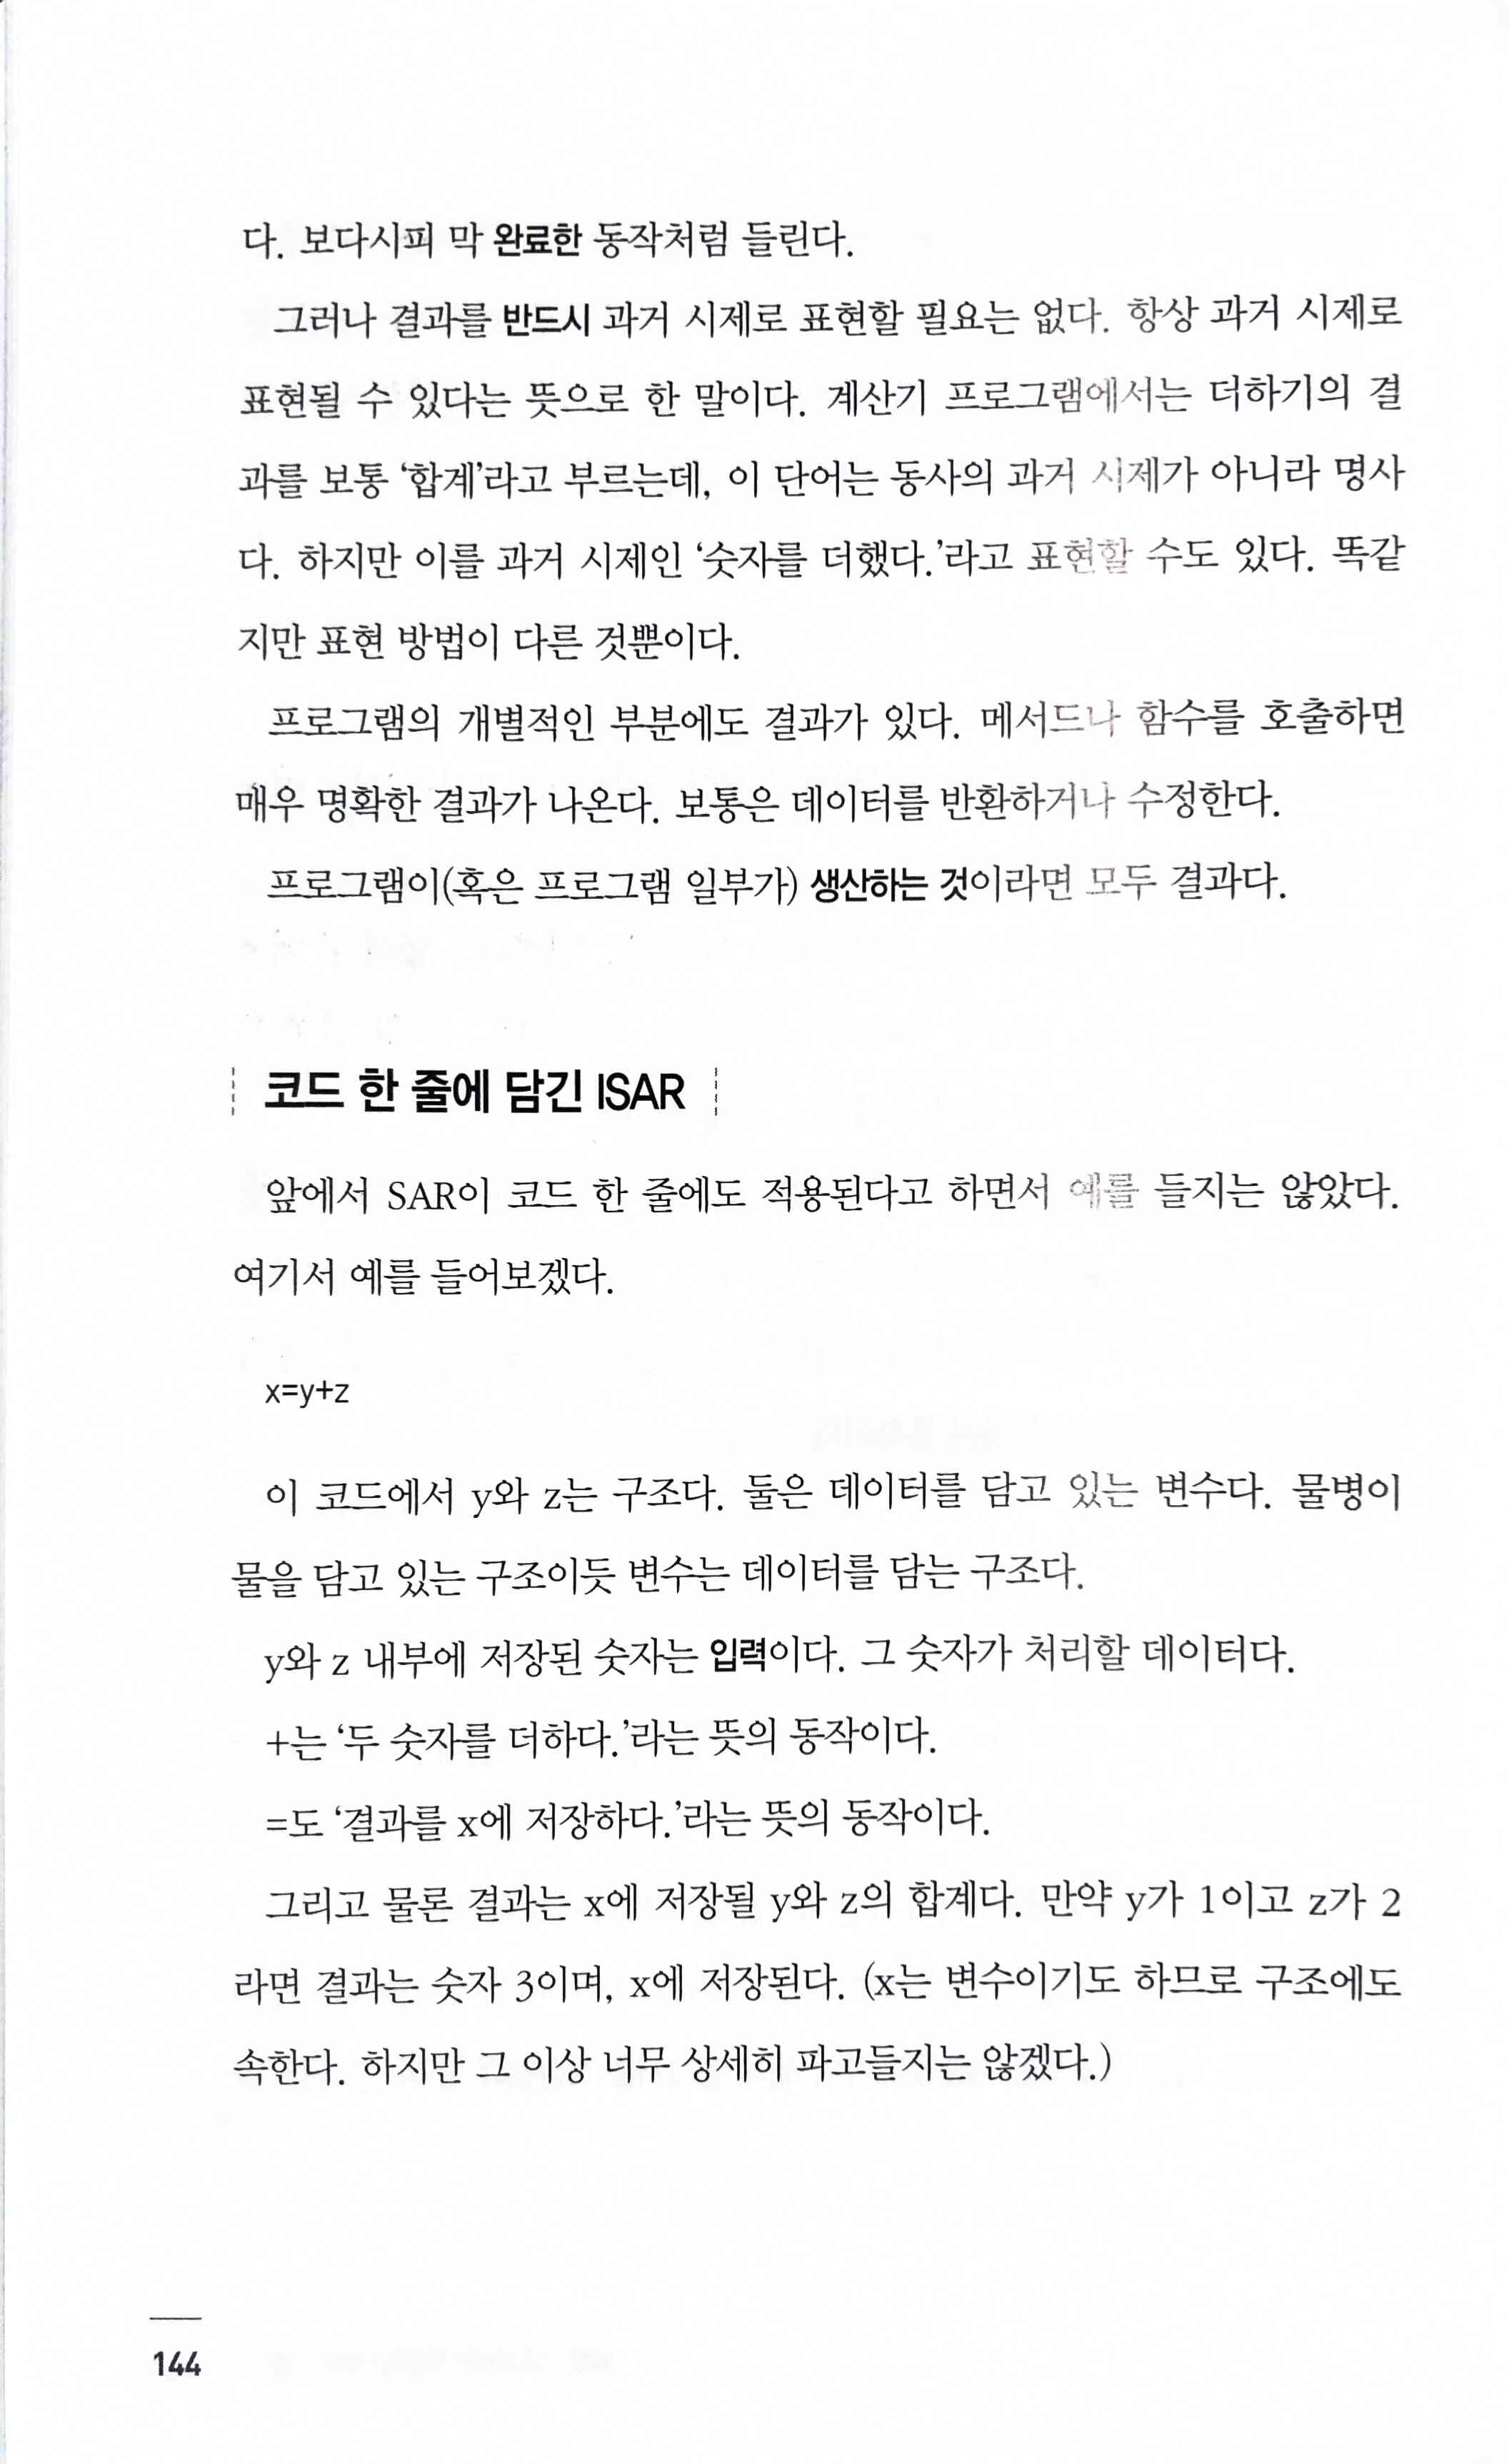 다. 보다시피 막 완료한 동작처럼 들린다.
그러나 결과를 반드시 과거 시제로 표현할 필요는 없다. 항상 과거 시제로
표현될 수 있다는 뜻으로 한 말이다. 계산기 프로그램에서는 더하기의 결
과를 보통 ‘합계’라고 부르는데, 이 단어는 동사의 과거 시제가 아니라 명사
다. 하지만 이를 과거 시제인 ‘숫자를 더했다.’라고 표현할 수도 있다. 똑같
지만 표현 방법이 다른 것뿐이다.
프로그램의 개별적인 부분에도 결과가 있다. 메서드나 함수를 호출하면
매우 명확한 결과가 나온다. 보통은 데이터를 반환하거나 수정한다.
프로그램이(혹은 프로그램 일부가) 생산하는 것이라면 모두 결과다.
코드 한 줄에 담긴 ISAR
앞에서 SAR이 코드 한 줄에도 적용된다고 하면서 예를 들지는 않았다.
여기서 예를 들어보겠다.
x=y+z
이 코드에서 y와 z는 구조다. 둘은 데이터를 담고 있는 변수다. 물병이
물을 담고 있는 구조이듯 변수는 데이터를 담는 구조다.
y와 z 내부에 저장된 숫자는 입력이다. 그 숫자가 처리할 데이터다.
+는 ‘두 숫자를 더하다.’라는 뜻의 동작이다.
=도 ‘결과를 x에 저장하다.’라는 뜻의 동작이다.
그리고 물론 결과는 x에 저장될 y와 z의 합계다. 만약 y가 1이고 z가 2
라면 결과는 숫자 3이며, x에 저장된다. (x는 변수이기도 하므로 구조에도
속한다. 하지만 그 이상 너무 상세히 파고들지는 않겠다.)
144